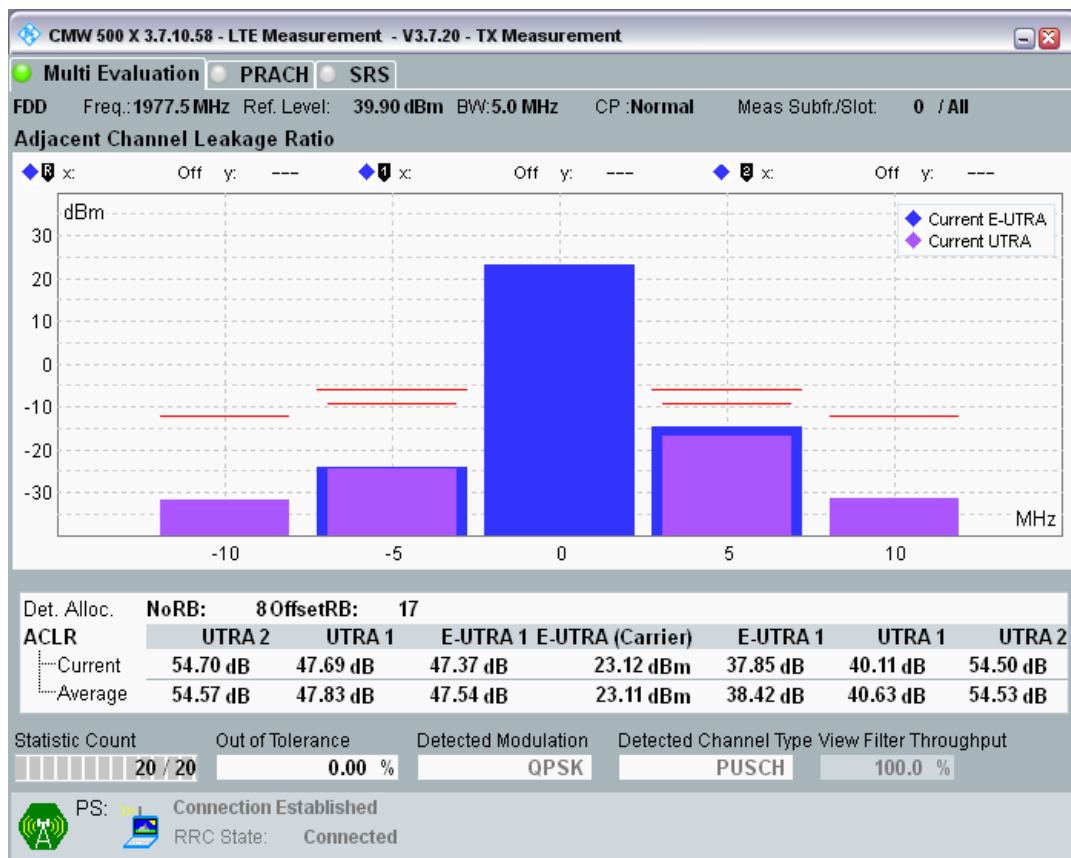 CMW 500 X 3.7.10.58 - LTE Measurement - V3.7.20 - TX Measurement
Multi Evaluation PRACH SRS
FDD Freq.:1977.5 MHz Ref. Level: 39.90 dBm BW:5.0 MHz CP :Normal Meas Subfr./Slot: 0 / All
Adjacent Channel Leakage Ratio
R x: Off y: --- 1 x: Off y: --- 2 x: Off y: ---
dBm
Current E-UTRA
Current UTRA
30
20
10
0
-10
-20
-30
MHz
-10 -5 0 5 10
Det. Alloc. NoRB: 8 OffsetRB: 17
ACLR UTRA 2 UTRA 1 E-UTRA 1 E-UTRA (Carrier) E-UTRA 1 UTRA 1 UTRA 2
Current 54.70 dB 47.69 dB 47.37 dB 23.12 dBm 37.85 dB 40.11 dB 54.50 dB
Average 54.57 dB 47.83 dB 47.54 dB 23.11 dBm 38.42 dB 40.63 dB 54.53 dB
Statistic Count Out of Tolerance Detected Modulation Detected Channel Type View Filter Throughput
20 / 20 0.00 % QPSK PUSCH 100.0 %
PS: Connection Established
RRC State: Connected